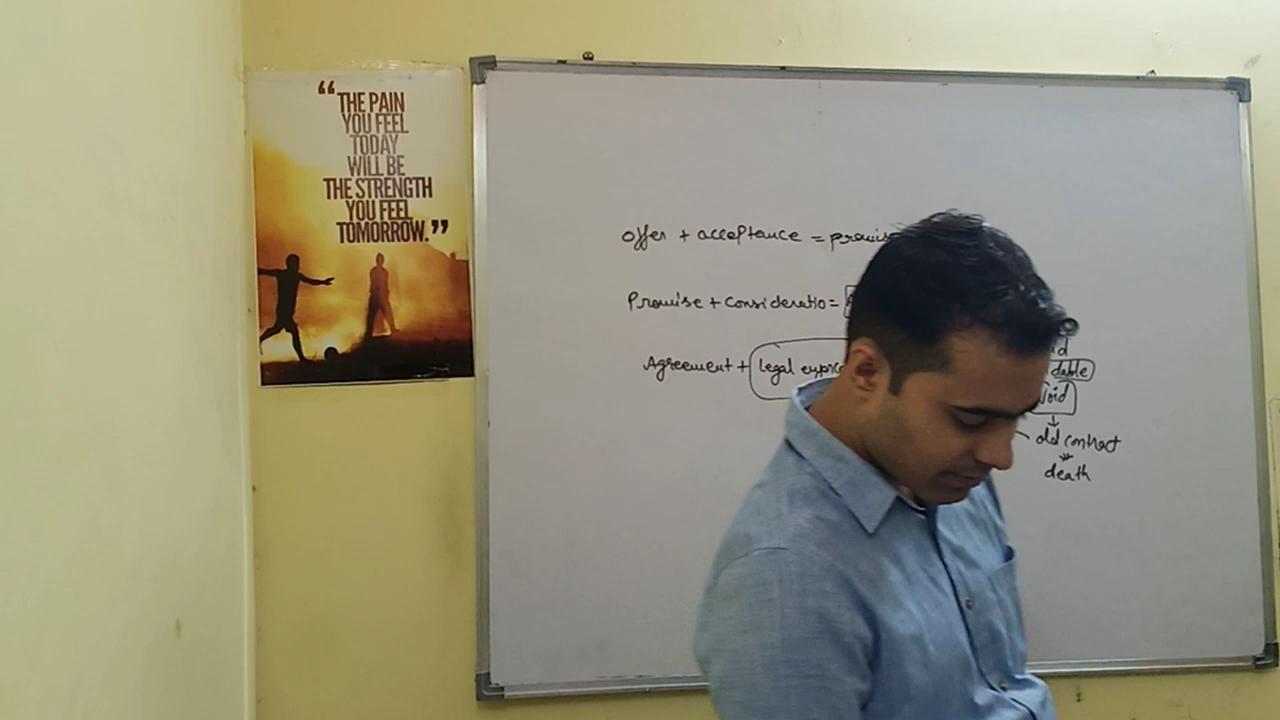 “THE PAIN
YOU FEEL
TODAY
WILL BE
THE STRENGTH
YOU FEEL
TOMORROW.”
offer + acceptance = promis
Promise + consideratio =
Agreement + legal
id
dable
Void
old contract
death